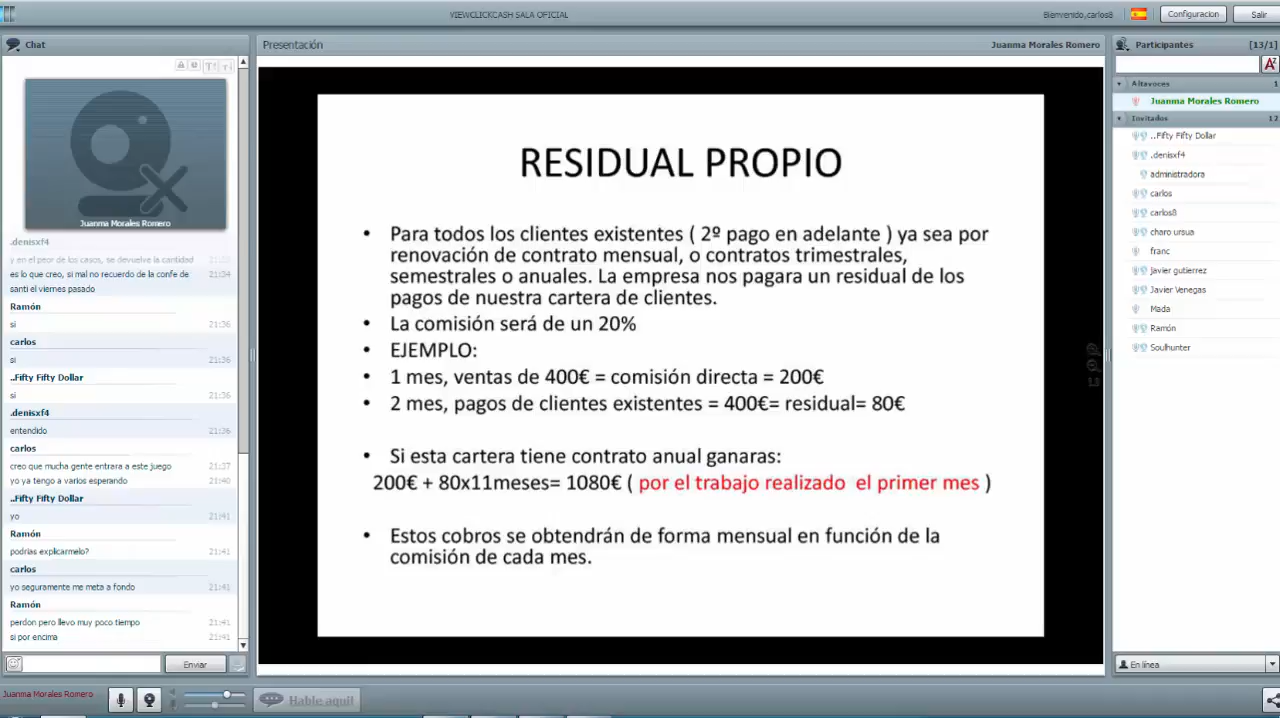 VIEWCLICKCASH SALA OFICIAL
Bienvenido, carlos8
Configuracion
Salir
Chat
Juanma Morales Romero
.denisxf4
y en el peor de los casos, se devuelve la cantidad
es lo que creo, si mal no recuerdo de la confe de 21:34
santi el viernes pasado
Ramón
si 21:36
carlos
si 21:36
..Fifty Fifty Dollar
si 21:36
.denisxf4
entendido 21:36
carlos
creo que mucha gente entrara a este juego 21:37
yo ya tengo a varios esperando 21:40
..Fifty Fifty Dollar
yo 21:41
Ramón
podrias explicarmelo? 21:41
carlos
yo seguramente me meta a fondo 21:41
Ramón
perdon pero llevo muy poco tiempo 21:41
si por encima 21:41
Enviar
Presentación
Juanma Morales Romero
RESIDUAL PROPIO
• Para todos los clientes existentes ( 2º pago en adelante ) ya sea por
renovación de contrato mensual, o contratos trimestrales,
semestrales o anuales. La empresa nos pagara un residual de los
pagos de nuestra cartera de clientes.
• La comisión será de un 20%
• EJEMPLO:
• 1 mes, ventas de 400€ = comisión directa = 200€
• 2 mes, pagos de clientes existentes = 400€= residual= 80€
• Si esta cartera tiene contrato anual ganaras:
200€ + 80x11meses= 1080€ ( por el trabajo realizado el primer mes )
• Estos cobros se obtendrán de forma mensual en función de la
comisión de cada mes.
Participantes
[13/1]
Altavoces 1
Juanma Morales Romero
Invitados 12
..Fifty Fifty Dollar
.denisxf4
administradora
carlos
carlos8
charo ursua
franc
Javier gutierrez
Javier Venegas
Mada
Ramón
Soulhunter
En línea
Juanma Morales Romero
Hable aquí!